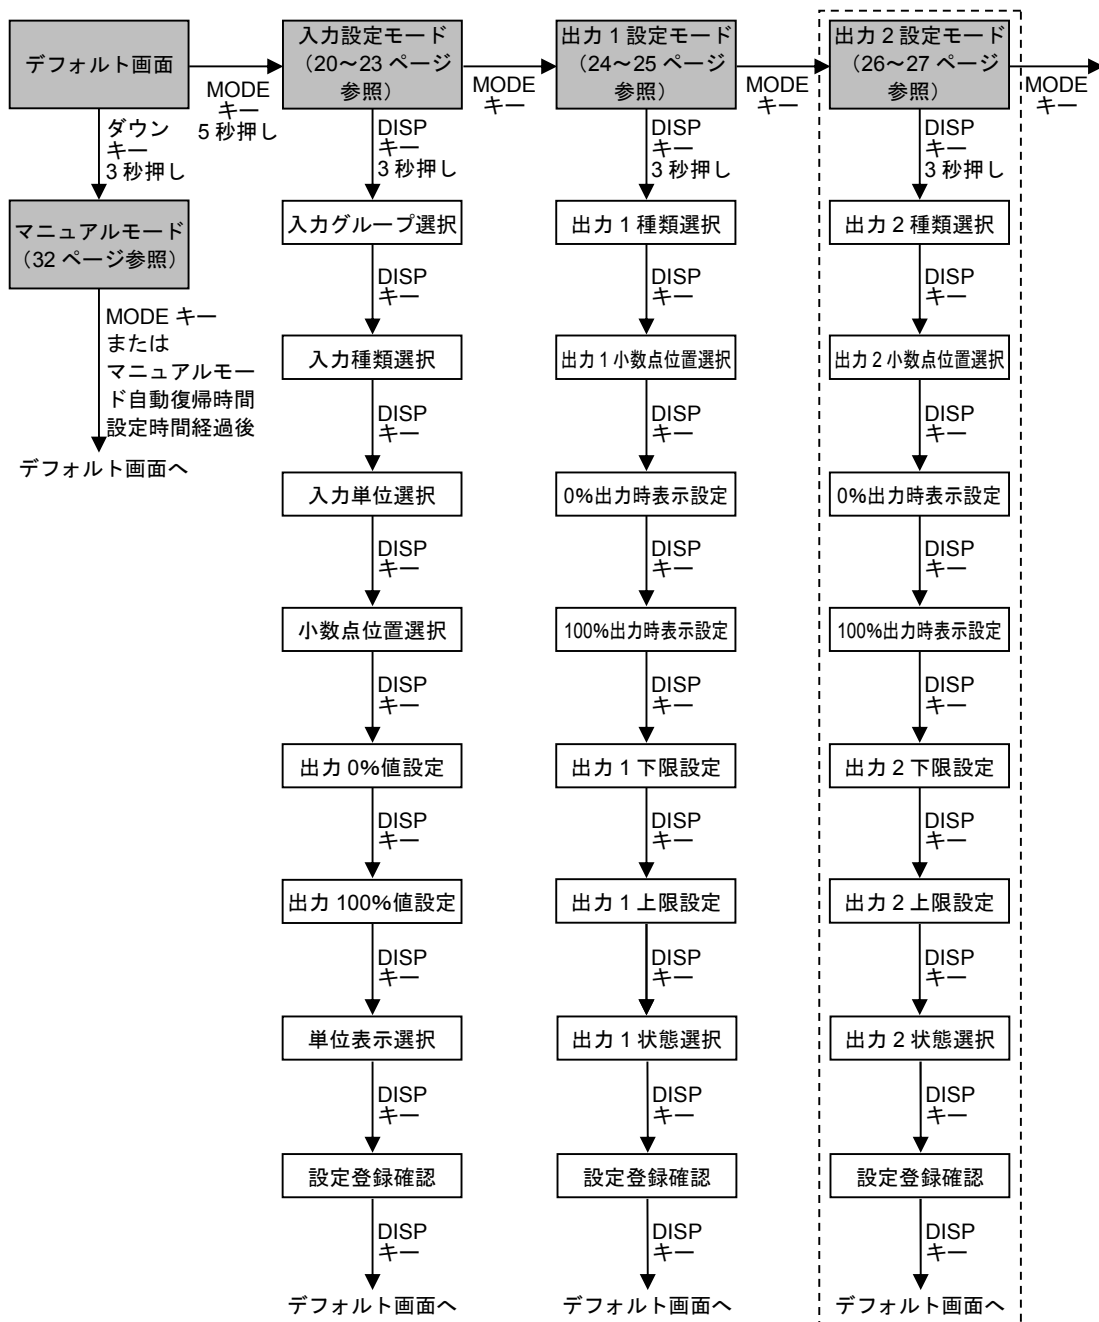 デフォルト画面
MODE
キー
5 秒押し
ダウン
キー
3 秒押し
マニュアルモード
（32 ページ参照）
MODE キー
または
マニュアルモー
ド自動復帰時間
設定時間経過後
デフォルト画面へ
入力設定モード
（20～23 ページ
参照）
MODE
キー
DISP
キー
3 秒押し
入力グループ選択
DISP
キー
入力種類選択
DISP
キー
入力単位選択
DISP
キー
小数点位置選択
DISP
キー
出力 0%値設定
DISP
キー
出力 100%値設定
DISP
キー
単位表示選択
DISP
キー
設定登録確認
DISP
キー
デフォルト画面へ
出力 1 設定モード
（24～25 ページ
参照）
MODE
キー
DISP
キー
3 秒押し
出力 1 種類選択
DISP
キー
出力 1 小数点位置選択
DISP
キー
0%出力時表示設定
DISP
キー
100%出力時表示設定
DISP
キー
出力 1 下限設定
DISP
キー
出力 1 上限設定
DISP
キー
出力 1 状態選択
DISP
キー
設定登録確認
DISP
キー
デフォルト画面へ
出力 2 設定モード
（26～27 ページ
参照）
MODE
キー
DISP
キー
3 秒押し
出力 2 種類選択
DISP
キー
出力 2 小数点位置選択
DISP
キー
0%出力時表示設定
DISP
キー
100%出力時表示設定
DISP
キー
出力 2 下限設定
DISP
キー
出力 2 上限設定
DISP
キー
出力 2 状態選択
DISP
キー
設定登録確認
DISP
キー
デフォルト画面へ